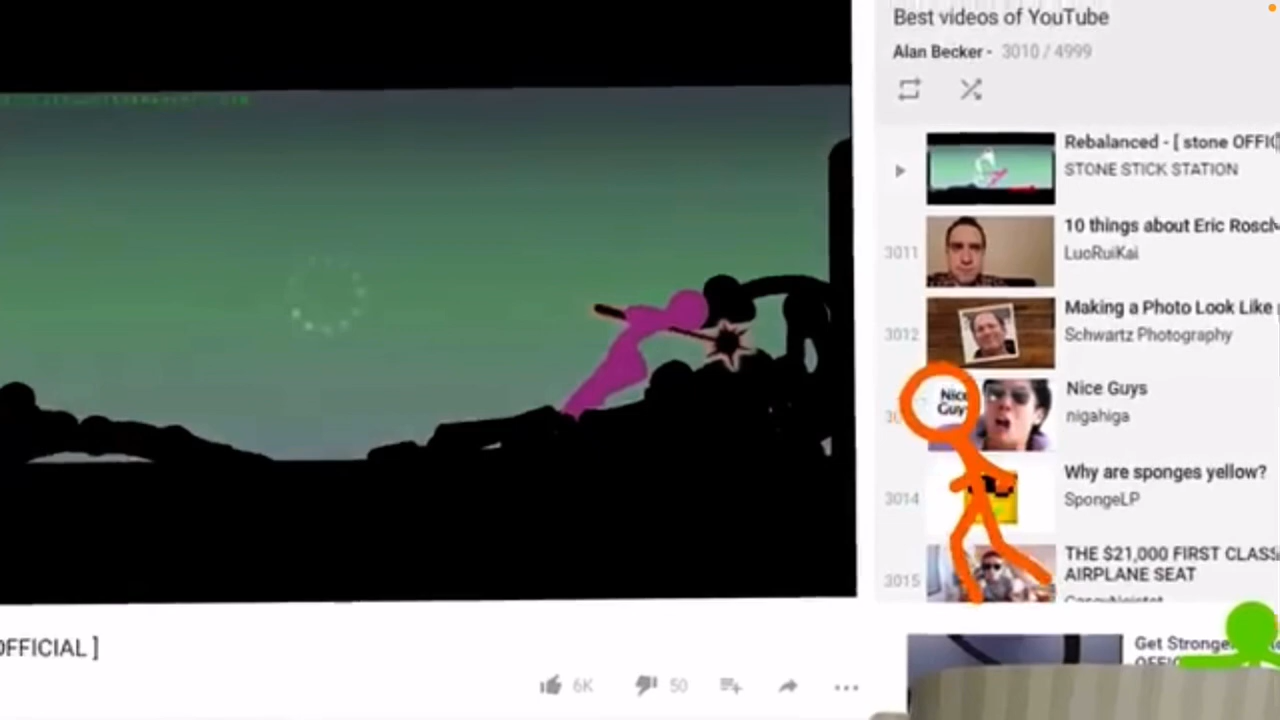 Best videos of YouTube
Alan Becker - 3010 / 4999
Rebalanced - [ stone OFFIC
STONE STICK STATION
3011
10 things about Eric Rosch
LuoRuiKai
3012
Making a Photo Look Like
Schwartz Photography
Nice Guys
Nice Guys
nigahiga
3014
Why are sponges yellow?
SpongeLP
3015
THE $21,000 FIRST CLASS
AIRPLANE SEAT
OFFICIAL ]
6K
50
Get Stronge